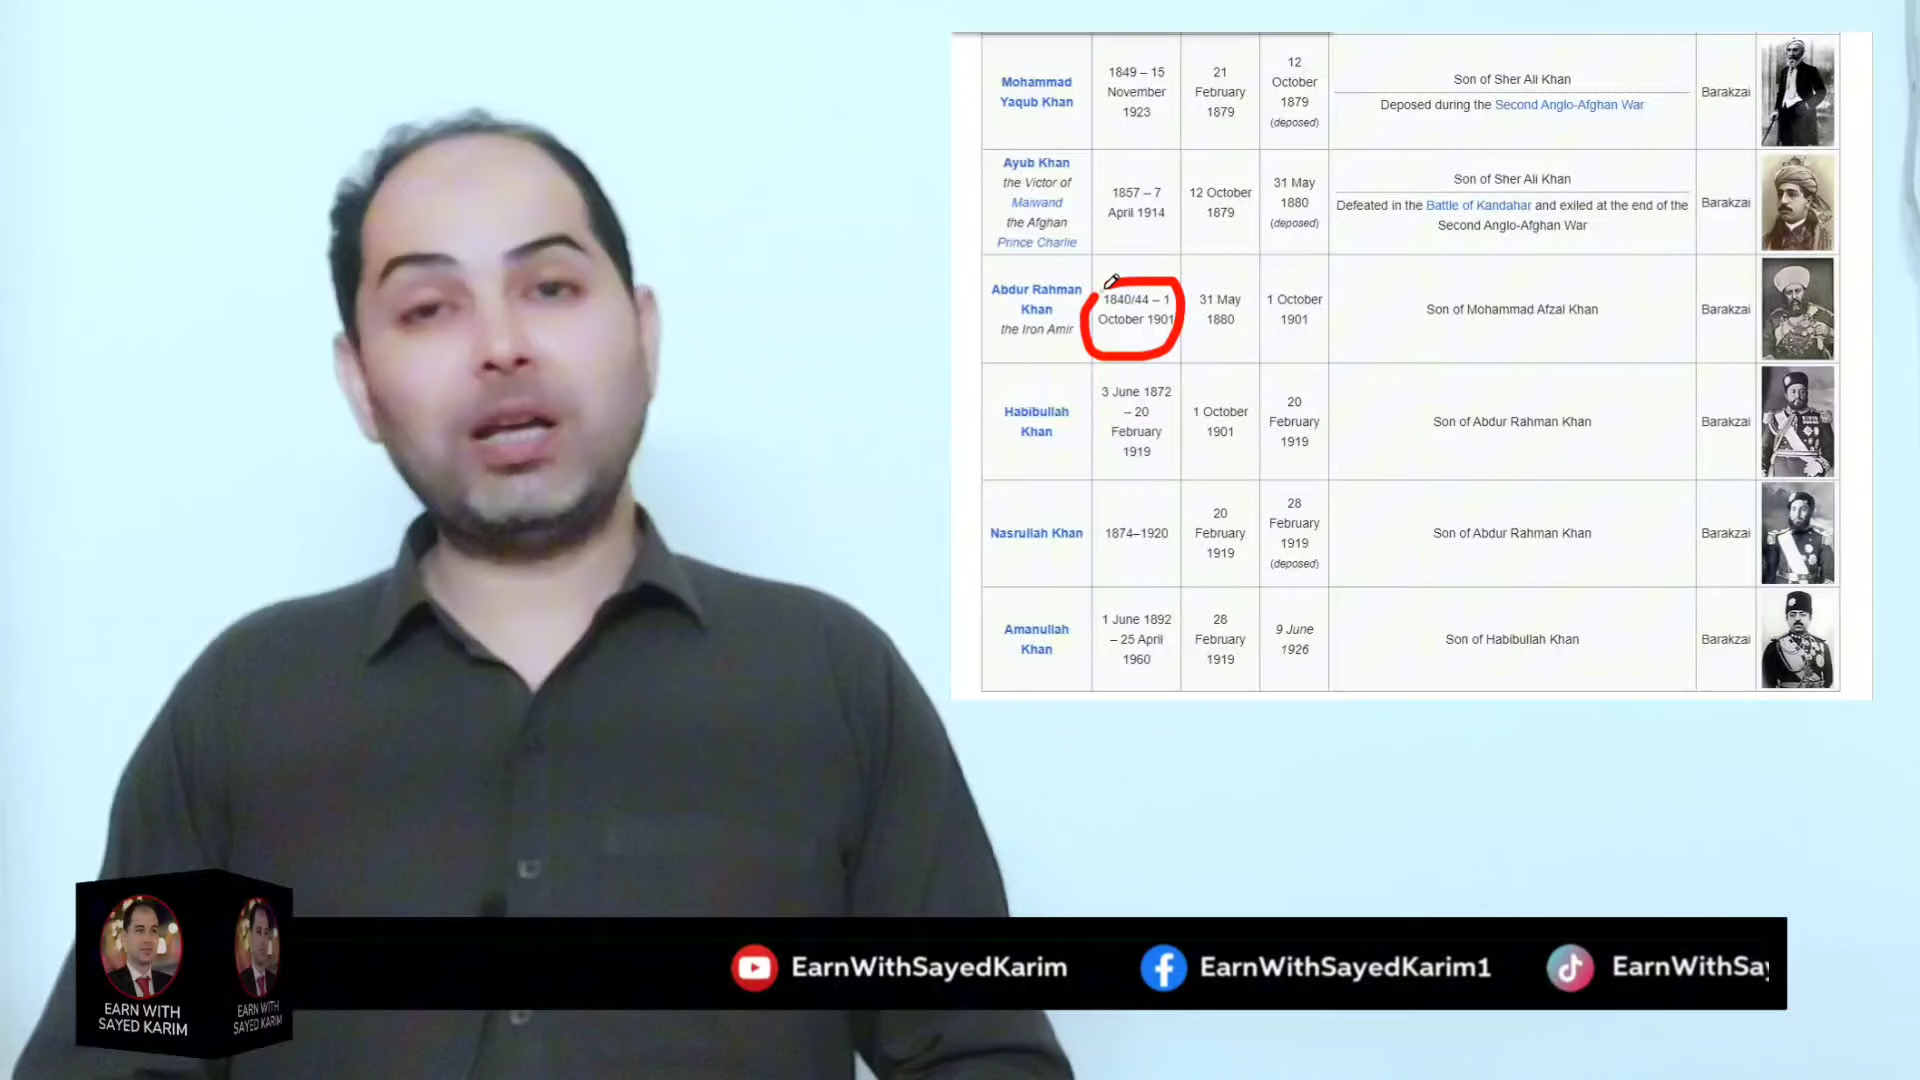 Mohammad
Yaqub Khan
1849 – 15
November
1923
21
February
1879
12
October
1879
(deposed)
Son of Sher Ali Khan
Deposed during the Second Anglo-Afghan War
Barakzai
Ayub Khan
the Victor of
Maiwand
the Afghan
Prince Charlie
1857 – 7
April 1914
12 October
1879
31 May
1880
(deposed)
Son of Sher Ali Khan
Defeated in the Battle of Kandahar and exiled at the end of the
Second Anglo-Afghan War
Barakzai
Abdur Rahman
Khan
the Iron Amir
1840/44 – 1
October 1901
31 May
1880
1 October
1901
Son of Mohammad Afzal Khan
Barakzai
Habibullah
Khan
3 June 1872
– 20
February
1919
1 October
1901
20
February
1919
Son of Abdur Rahman Khan
Barakzai
Nasrullah Khan
1874–1920
20
February
1919
28
February
1919
(deposed)
Son of Abdur Rahman Khan
Barakzai
Amanullah
Khan
1 June 1892
– 25 April
1960
28
February
1919
9 June
1926
Son of Habibullah Khan
Barakzai
EARN WITH
SAYED KARIM
EARN WITH
SAYED KARIM
EarnWithSayedKarim
EarnWithSayedKarim1
EarnWithSay